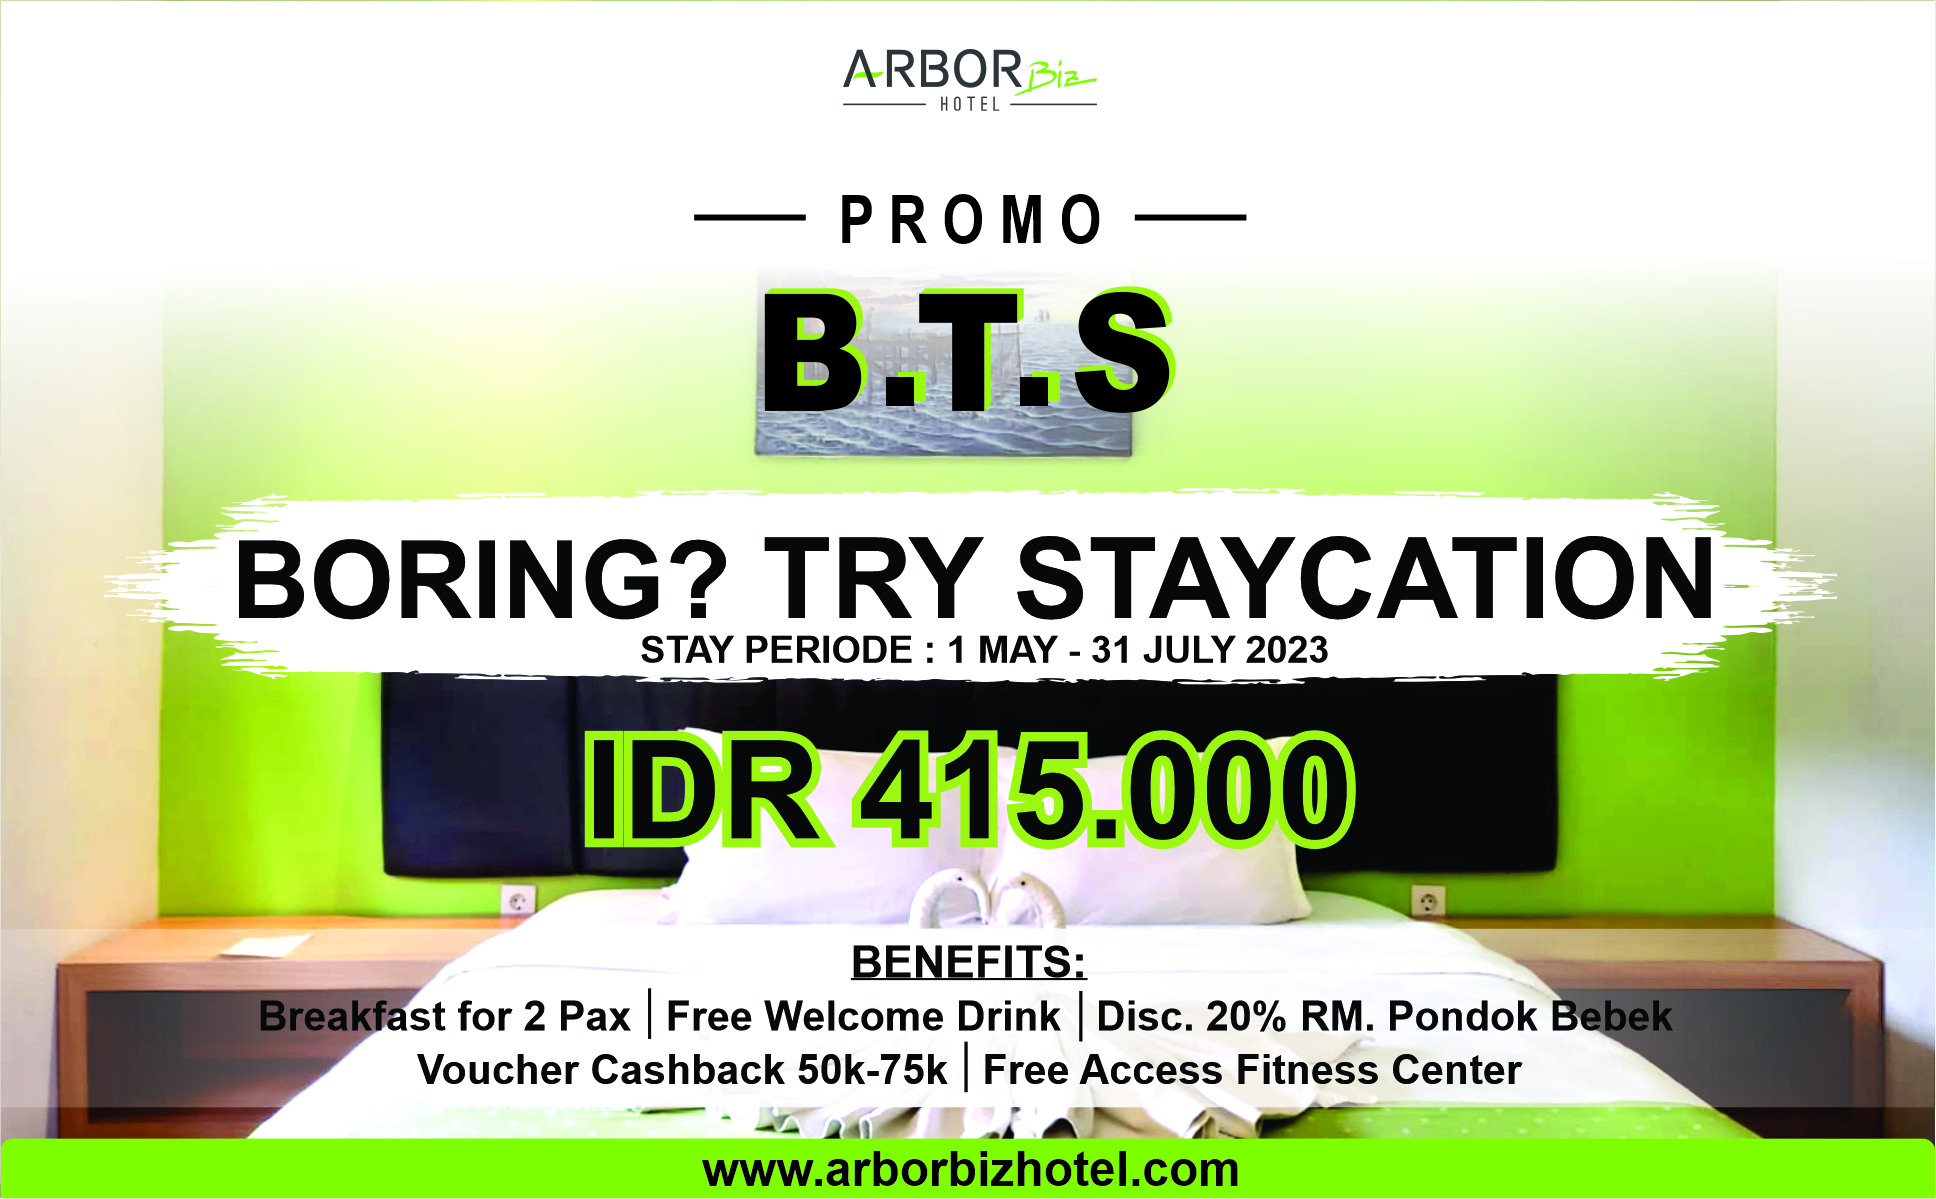 ARBOR Biz
HOTEL
PROMO
B.T.S
BORING? TRY STAYCATION
STAY PERIODE : 1 MAY - 31 JULY 2023
IDR 415.000
BENEFITS:
Breakfast for 2 Pax | Free Welcome Drink | Disc. 20% RM. Pondok Bebek
Voucher Cashback 50k-75k | Free Access Fitness Center
www.arborbizhotel.com